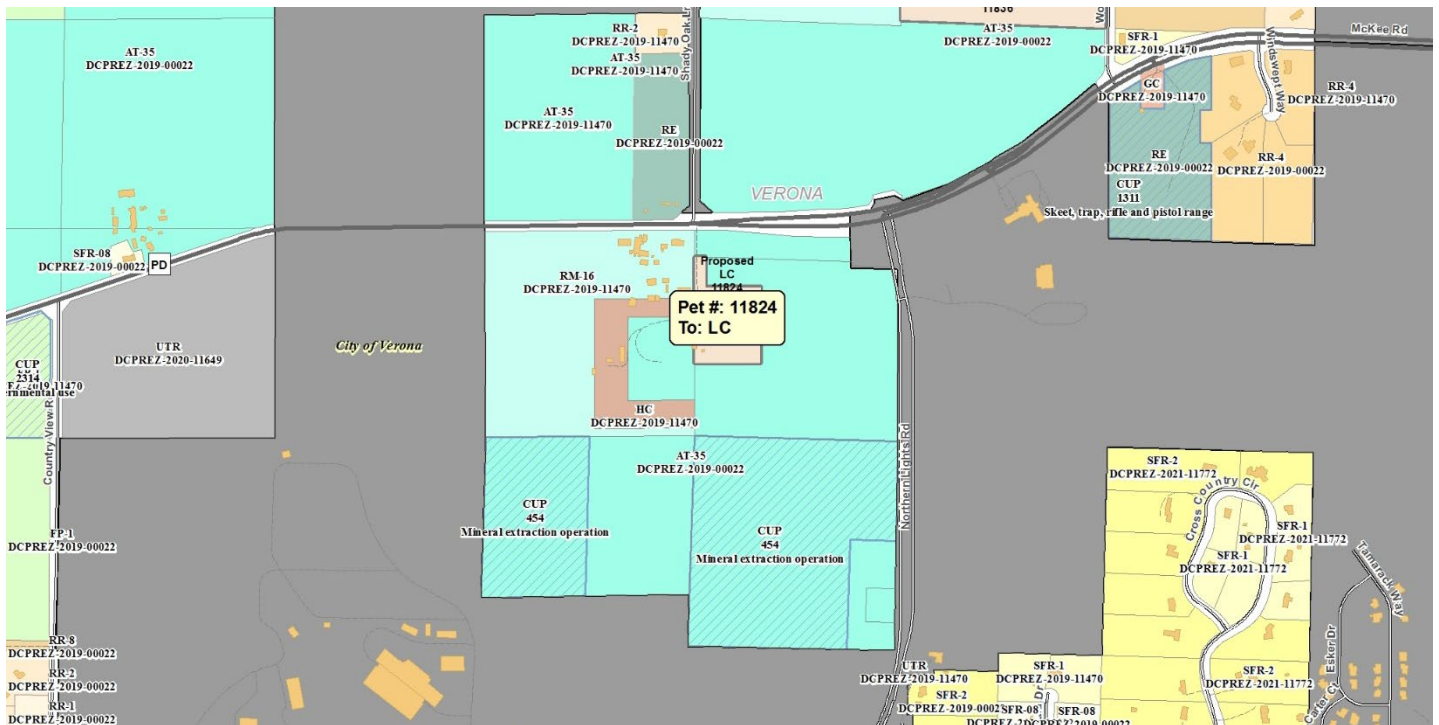 11836
AT-35
DCPREZ-2019-00022
RR-2
DCPREZ-2019-11470
AT-35
DCPREZ-2019-11470
Shady Oak Ln
AT-35
DCPREZ-2019-00022
SFR-1
DCPREZ-2019-11470
McKee Rd
Windswept Way
GC
DCPREZ-2019-11470
RR-4
DCPREZ-2019-11470
AT-35
DCPREZ-2019-11470
RE
DCPREZ-2019-00022
RE
DCPREZ-2019-00022
RR-4
DCPREZ-2019-00022
CUP
1311
Skeet, trap, rifle and pistol range
VERONA
SFR-08
DCPREZ-2019-00022
PD
RM-16
DCPREZ-2019-11470
Proposed
LC
11824
Pet #: 11824
To: LC
City of Verona
UTR
DCPREZ-2020-11649
CUP
2314
EZ-2019-11470
ernmental use
Country View R
HC
DCPREZ-2019-11470
AT-35
DCPREZ-2019-00022
CUP
454
Mineral extraction operation
CUP
454
Mineral extraction operation
Northern Lights Rd
SFR-2
DCPREZ-2021-11772
Cross Country Cir
SFR-1
DCPREZ-2021-11772
SFR-1
DCPREZ-2021-11772
Tamarack Way
FP-1
DCPREZ-2019-00022
RR-8
DCPREZ-2019-00022
RR-2
DCPREZ-2019-00022
RR-1
DCPREZ-2019-00022
UTR
DCPREZ-2019-11470
SFR-1
DCPREZ-2019-11470
SFR-2
DCPREZ-2021-11772
SFR-2
SFR-08
SFR-08
Dr
Esker Dr
Carter Cir